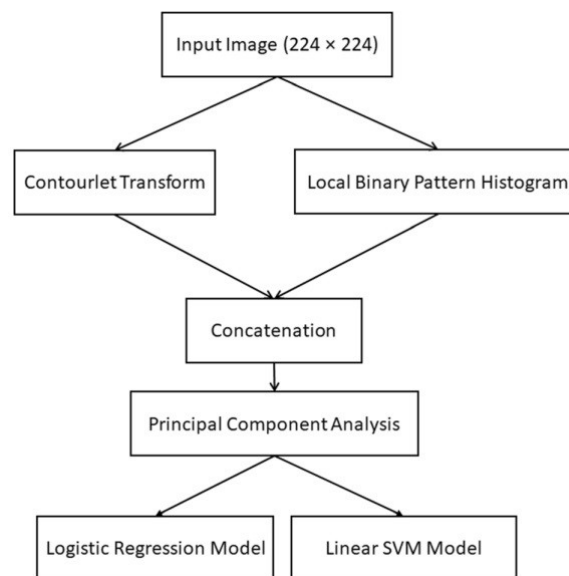 Input Image (224 × 224)
Contourlet Transform
Local Binary Pattern Histogram
Concatenation
Principal Component Analysis
Logistic Regression Model
Linear SVM Model